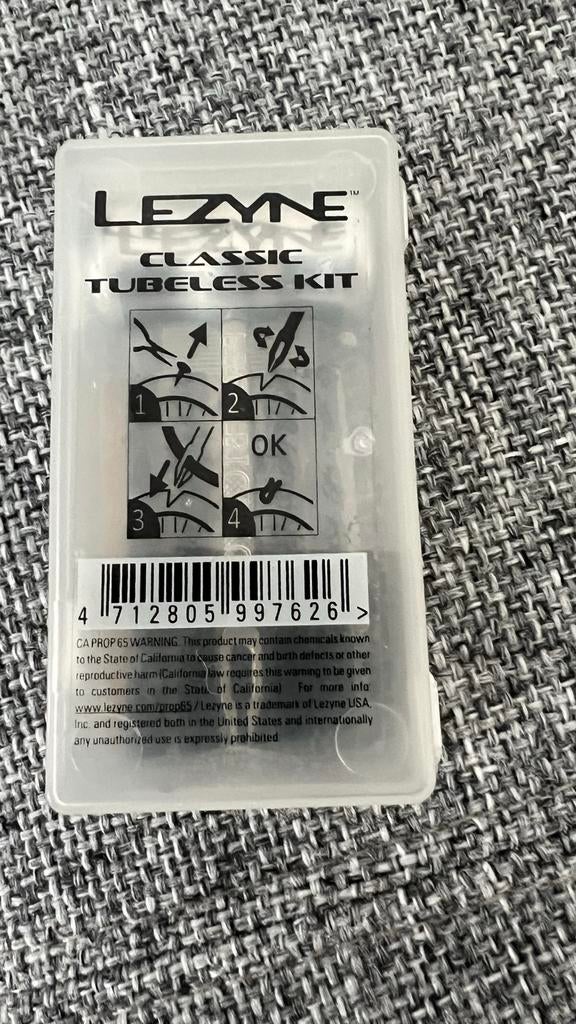 LEZYNE™
CLASSIC
TUBELESS KIT
1 2
OK
3 4
4 712805 997626 >
CA PROP 65 WARNING. This product may contain chemicals known
to the State of California to cause cancer and birth defects or other
reproductive harm (California law requires this warning to be given
to customers in the State of California) For more info
www.lezyne.com/prop65 / Lezyne is a trademark of Lezyne USA,
Inc. and registered both in the United States and internationally
any unauthorized use is expressly prohibited